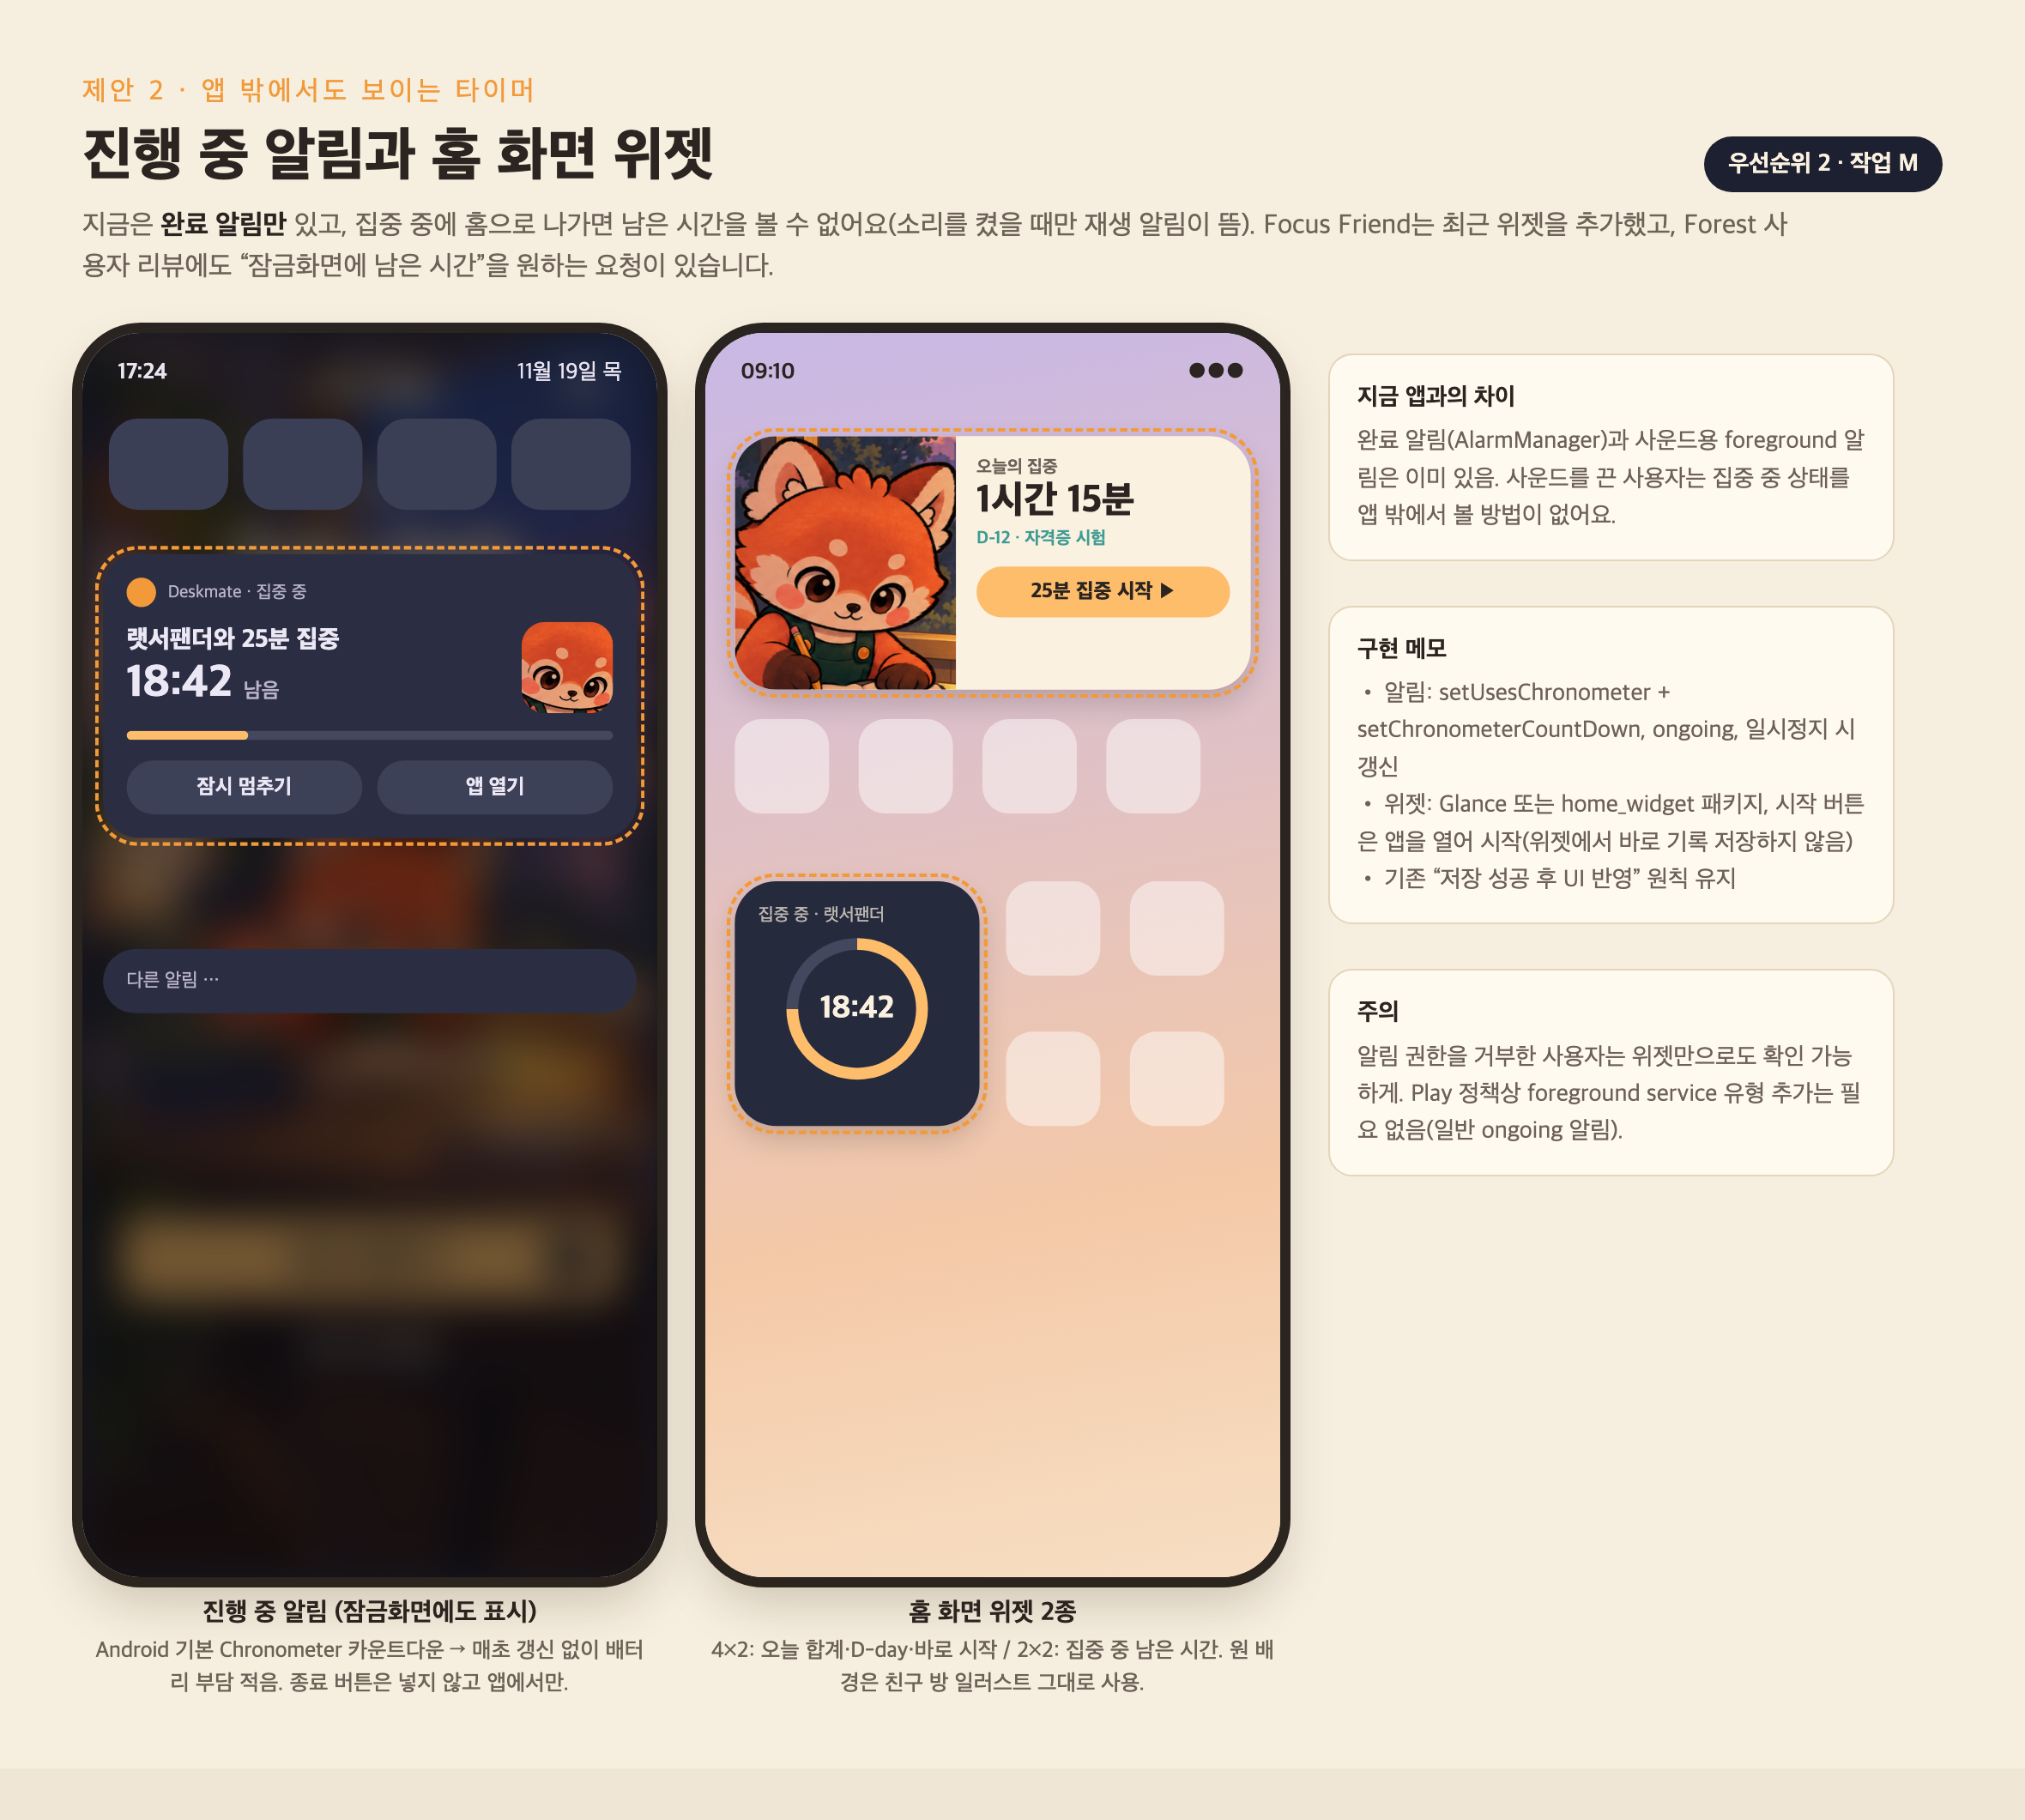 제안 2 · 앱 밖에서도 보이는 타이머
진행 중 알림과 홈 화면 위젯
우선순위 2 · 작업 M
지금은 완료 알림만 있고, 집중 중에 홈으로 나가면 남은 시간을 볼 수 없어요(소리를 켰을 때만 재생 알림이 뜸). Focus Friend는 최근 위젯을 추가했고, Forest 사
용자 리뷰에도 “잠금화면에 남은 시간”을 원하는 요청이 있습니다.
17:24
11월 19일 목
Deskmate · 집중 중
랫서팬더와 25분 집중
18:42 남음
잠시 멈추기
앱 열기
다른 알림 ···
진행 중 알림 (잠금화면에도 표시)
Android 기본 Chronometer 카운트다운 → 매초 갱신 없이 배터
리 부담 적음. 종료 버튼은 넣지 않고 앱에서만.
09:10
오늘의 집중
1시간 15분
D-12 · 자격증 시험
25분 집중 시작 ▶
집중 중 · 랫서팬더
18:42
홈 화면 위젯 2종
4×2: 오늘 합계·D-day·바로 시작 / 2×2: 집중 중 남은 시간. 원 배
경은 친구 방 일러스트 그대로 사용.
지금 앱과의 차이
완료 알림(AlarmManager)과 사운드용 foreground 알
림은 이미 있음. 사운드를 끈 사용자는 집중 중 상태를
앱 밖에서 볼 방법이 없어요.
구현 메모
• 알림: setUsesChronometer +
setChronometerCountDown, ongoing, 일시정지 시
갱신
• 위젯: Glance 또는 home_widget 패키지, 시작 버튼
은 앱을 열어 시작(위젯에서 바로 기록 저장하지 않음)
• 기존 “저장 성공 후 UI 반영” 원칙 유지
주의
알림 권한을 거부한 사용자는 위젯만으로도 확인 가능
하게. Play 정책상 foreground service 유형 추가는 필
요 없음(일반 ongoing 알림).